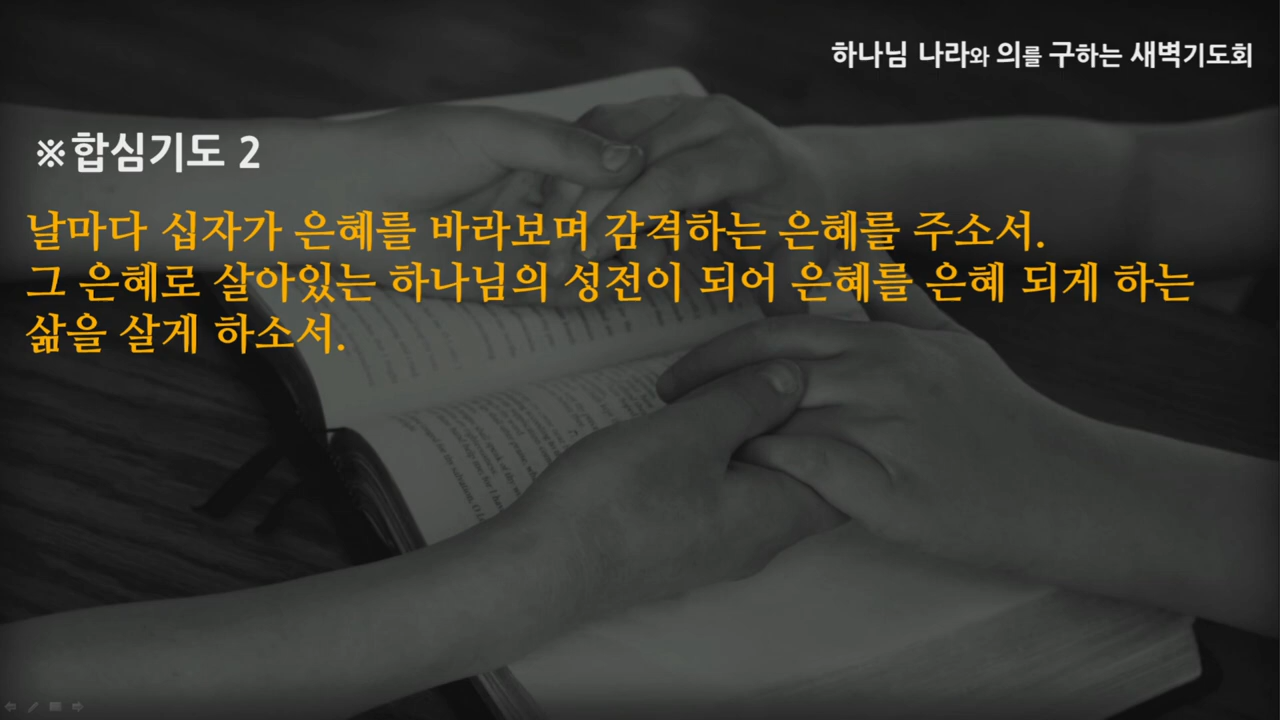 하나님 나라와 의를 구하는 새벽기도회
※합심기도 2
날마다 십자가 은혜를 바라보며 감격하는 은혜를 주소서.
그 은혜로 살아있는 하나님의 성전이 되어 은혜를 은혜 되게 하는
삶을 살게 하소서.